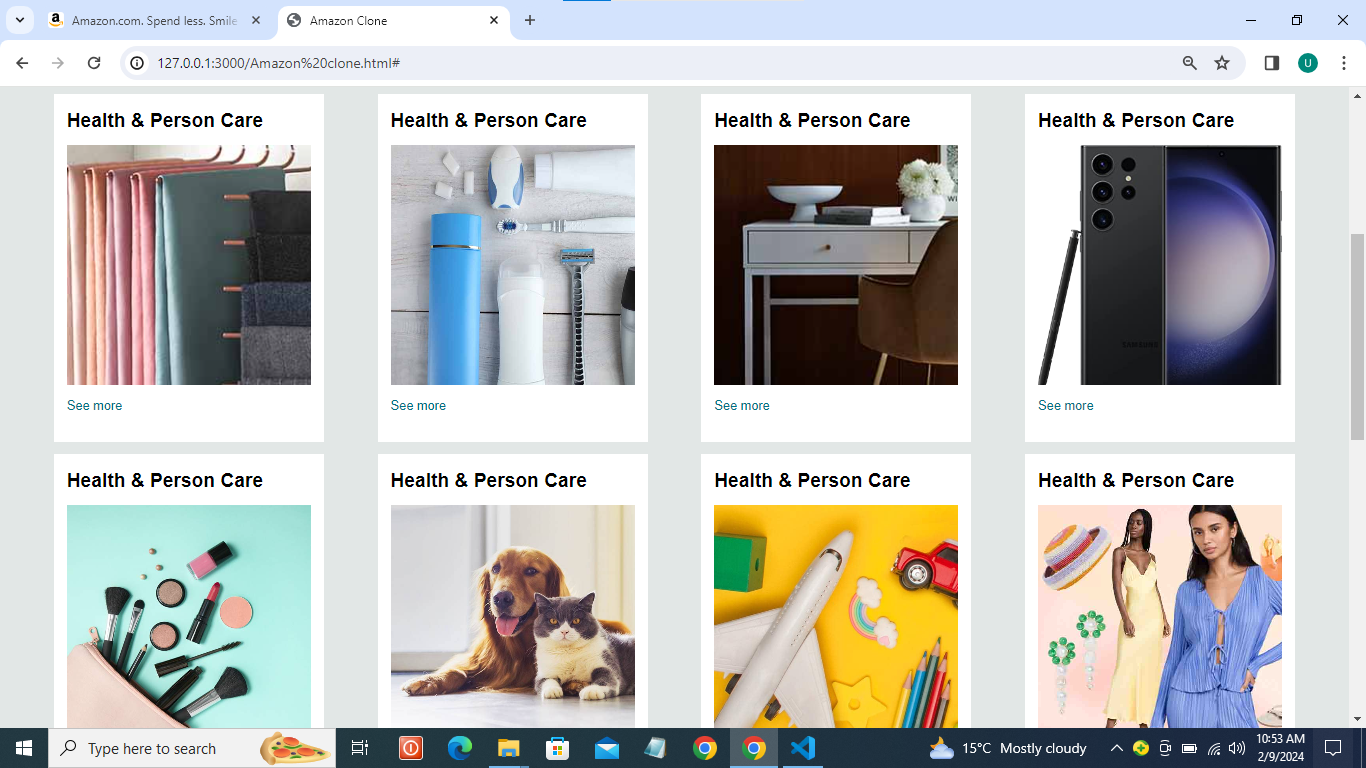 Amazon.com. Spend less. Smile
Amazon Clone
127.0.0.1:3000/Amazon%20clone.html#
U
Health & Person Care
Health & Person Care
Health & Person Care
Health & Person Care
SAMSUNG
See more
See more
See more
See more
Health & Person Care
Health & Person Care
Health & Person Care
Health & Person Care
Type here to search
15°C Mostly cloudy
10:53 AM
2/9/2024